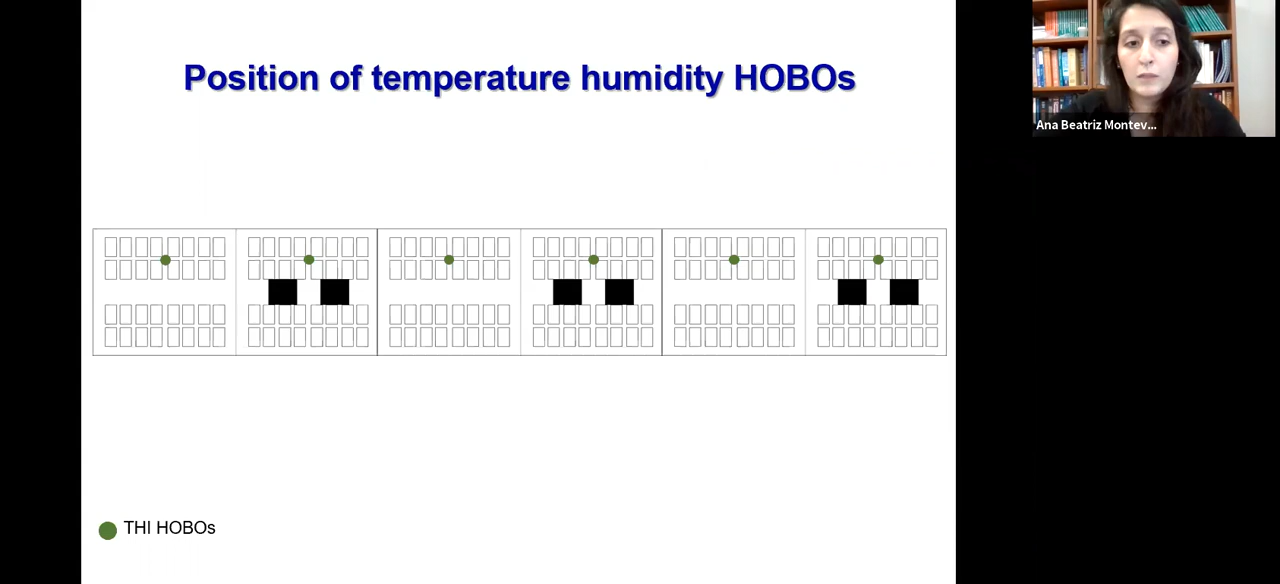 Position of temperature humidity HOBOs
Ana Beatriz Montev...
THI HOBOs